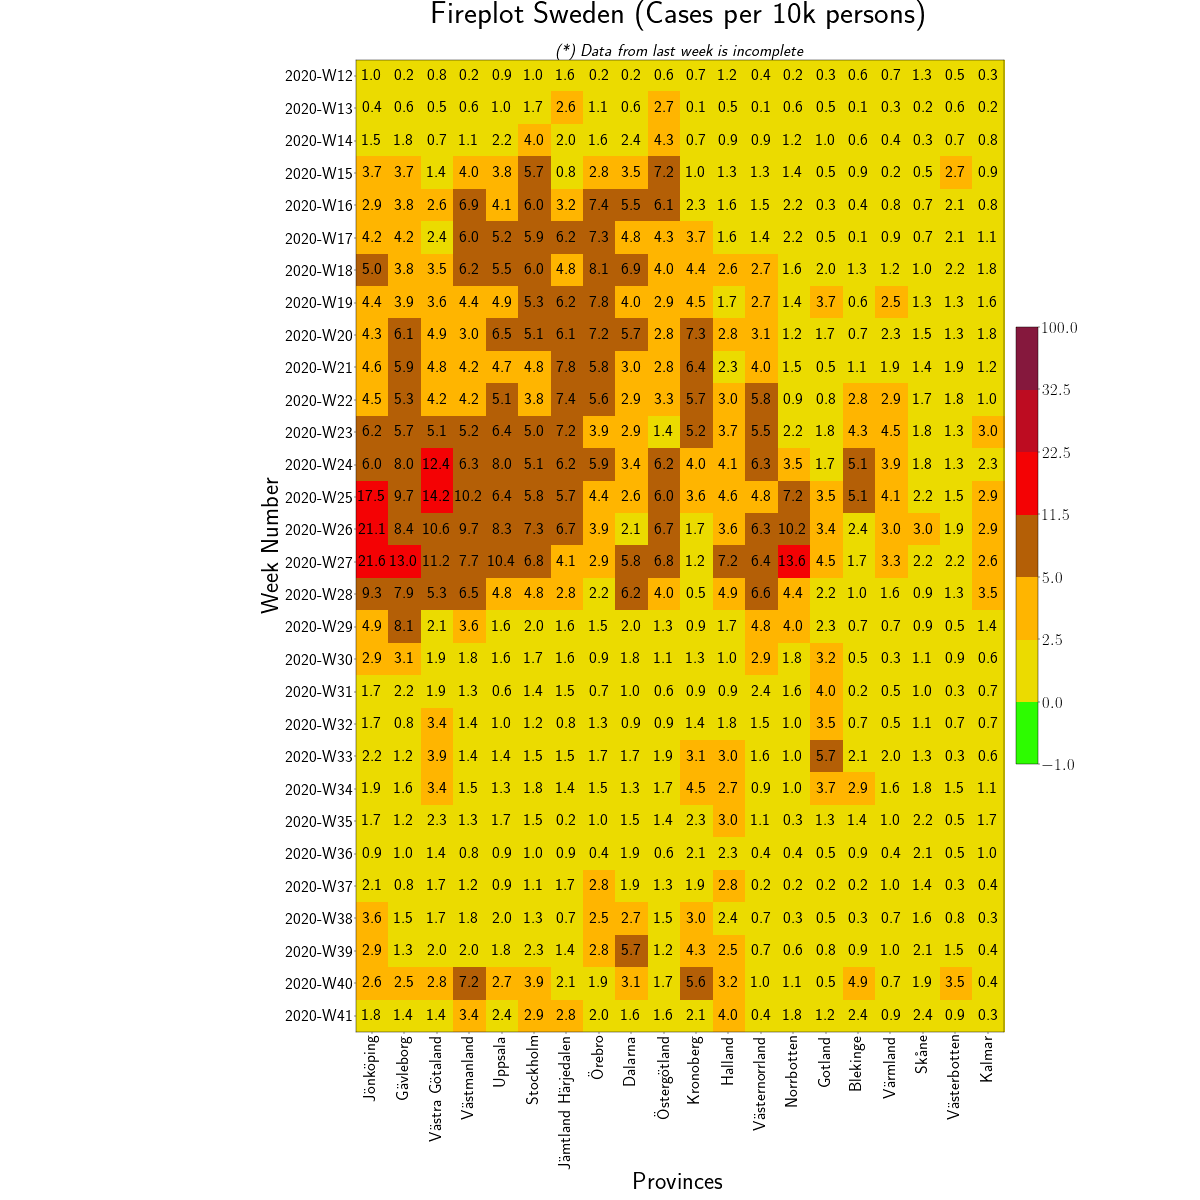 Fireplot Sweden (Cases per 10k persons)
(*) Data from last week is incomplete
2020-W12 1.0 0.2 0.8 0.2 0.9 1.0 1.6 0.2 0.2 0.6 0.7 1.2 0.4 0.2 0.3 0.6 0.7 1.3 0.5 0.3
2020-W13 0.4 0.6 0.5 0.6 1.0 1.7 2.6 1.1 0.6 2.7 0.1 0.5 0.1 0.6 0.5 0.1 0.3 0.2 0.6 0.2
2020-W14 1.5 1.8 0.7 1.1 2.2 4.0 2.0 1.6 2.4 4.3 0.7 0.9 0.9 1.2 1.0 0.6 0.4 0.3 0.7 0.8
2020-W15 3.7 3.7 1.4 4.0 3.8 5.7 0.8 2.8 3.5 7.2 1.0 1.3 1.3 1.4 0.5 0.9 0.2 0.5 2.7 0.9
2020-W16 2.9 3.8 2.6 6.9 4.1 6.0 3.2 7.4 5.5 6.1 2.3 1.6 1.5 2.2 0.3 0.4 0.8 0.7 2.1 0.8
2020-W17 4.2 4.2 2.4 6.0 5.2 5.9 6.2 7.3 4.8 4.3 3.7 1.6 1.4 2.2 0.5 0.1 0.9 0.7 2.1 1.1
2020-W18 5.0 3.8 3.5 6.2 5.5 6.0 4.8 8.1 6.9 4.0 4.4 2.6 2.7 1.6 2.0 1.3 1.2 1.0 2.2 1.8
2020-W19 4.4 3.9 3.6 4.4 4.9 5.3 6.2 7.8 4.0 2.9 4.5 1.7 2.7 1.4 3.7 0.6 2.5 1.3 1.3 1.6
2020-W20 4.3 6.1 4.9 3.0 6.5 5.1 6.1 7.2 5.7 2.8 7.3 2.8 3.1 1.2 1.7 0.7 2.3 1.5 1.3 1.8
2020-W21 4.6 5.9 4.8 4.2 4.7 4.8 7.8 5.8 3.0 2.8 6.4 2.3 4.0 1.5 0.5 1.1 1.9 1.4 1.9 1.2
2020-W22 4.5 5.3 4.2 4.2 5.1 3.8 7.4 5.6 2.9 3.3 5.7 3.0 5.8 0.9 0.8 2.8 2.9 1.7 1.8 1.0
2020-W23 6.2 5.7 5.1 5.2 6.4 5.0 7.2 3.9 2.9 1.4 5.2 3.7 5.5 2.2 1.8 4.3 4.5 1.8 1.3 3.0
2020-W24 6.0 8.0 12.4 6.3 8.0 5.1 6.2 5.9 3.4 6.2 4.0 4.1 6.3 3.5 1.7 5.1 3.9 1.8 1.3 2.3
2020-W25 17.5 9.7 14.2 10.2 6.4 5.8 5.7 4.4 2.6 6.0 3.6 4.6 4.8 7.2 3.5 5.1 4.1 2.2 1.5 2.9
2020-W26 21.1 8.4 10.6 9.7 8.3 7.3 6.7 3.9 2.1 6.7 1.7 3.6 6.3 10.2 3.4 2.4 3.0 3.0 1.9 2.9
2020-W27 21.6 13.0 11.2 7.7 10.4 6.8 4.1 2.9 5.8 6.8 1.2 7.2 6.4 13.6 4.5 1.7 3.3 2.2 2.2 2.6
2020-W28 9.3 7.9 5.3 6.5 4.8 4.8 2.8 2.2 6.2 4.0 0.5 4.9 6.6 4.4 2.2 1.0 1.6 0.9 1.3 3.5
2020-W29 4.9 8.1 2.1 3.6 1.6 2.0 1.6 1.5 2.0 1.3 0.9 1.7 4.8 4.0 2.3 0.7 0.7 0.9 0.5 1.4
2020-W30 2.9 3.1 1.9 1.8 1.6 1.7 1.6 0.9 1.8 1.1 1.3 1.0 2.9 1.8 3.2 0.5 0.3 1.1 0.9 0.6
2020-W31 1.7 2.2 1.9 1.3 0.6 1.4 1.5 0.7 1.0 0.6 0.9 0.9 2.4 1.6 4.0 0.2 0.5 1.0 0.3 0.7
2020-W32 1.7 0.8 3.4 1.4 1.0 1.2 0.8 1.3 0.9 0.9 1.4 1.8 1.5 1.0 3.5 0.7 0.5 1.1 0.7 0.7
2020-W33 2.2 1.2 3.9 1.4 1.4 1.5 1.5 1.7 1.7 1.9 3.1 3.0 1.6 1.0 5.7 2.1 2.0 1.3 0.3 0.6
2020-W34 1.9 1.6 3.4 1.5 1.3 1.8 1.4 1.5 1.3 1.7 4.5 2.7 0.9 1.0 3.7 2.9 1.6 1.8 1.5 1.1
2020-W35 1.7 1.2 2.3 1.3 1.7 1.5 0.2 1.0 1.5 1.4 2.3 3.0 1.1 0.3 1.3 1.4 1.0 2.2 0.5 1.7
2020-W36 0.9 1.0 1.4 0.8 0.9 1.0 0.9 0.4 1.9 0.6 2.1 2.3 0.4 0.4 0.5 0.9 0.4 2.1 0.5 1.0
2020-W37 2.1 0.8 1.7 1.2 0.9 1.1 1.7 2.8 1.9 1.3 1.9 2.8 0.2 0.2 0.2 0.2 1.0 1.4 0.3 0.4
2020-W38 3.6 1.5 1.7 1.8 2.0 1.3 0.7 2.5 2.7 1.5 3.0 2.4 0.7 0.3 0.5 0.3 0.7 1.6 0.8 0.3
2020-W39 2.9 1.3 2.0 2.0 1.8 2.3 1.4 2.8 5.7 1.2 4.3 2.5 0.7 0.6 0.8 0.9 1.0 2.1 1.5 0.4
2020-W40 2.6 2.5 2.8 7.2 2.7 3.9 2.1 1.9 3.1 1.7 5.6 3.2 1.0 1.1 0.5 4.9 0.7 1.9 3.5 0.4
2020-W41 1.8 1.4 1.4 3.4 2.4 2.9 2.8 2.0 1.6 1.6 2.1 4.0 0.4 1.8 1.2 2.4 0.9 2.4 0.9 0.3
Week Number
Jönköping
Gävleborg
Västra Götaland
Västmanland
Uppsala
Stockholm
Jämtland Härjedalen
Örebro
Dalarna
Östergötland
Kronoberg
Halland
Västernorrland
Norrbotten
Gotland
Blekinge
Värmland
Skåne
Västerbotten
Kalmar
Provinces
100.0
32.5
22.5
11.5
5.0
2.5
0.0
−1.0